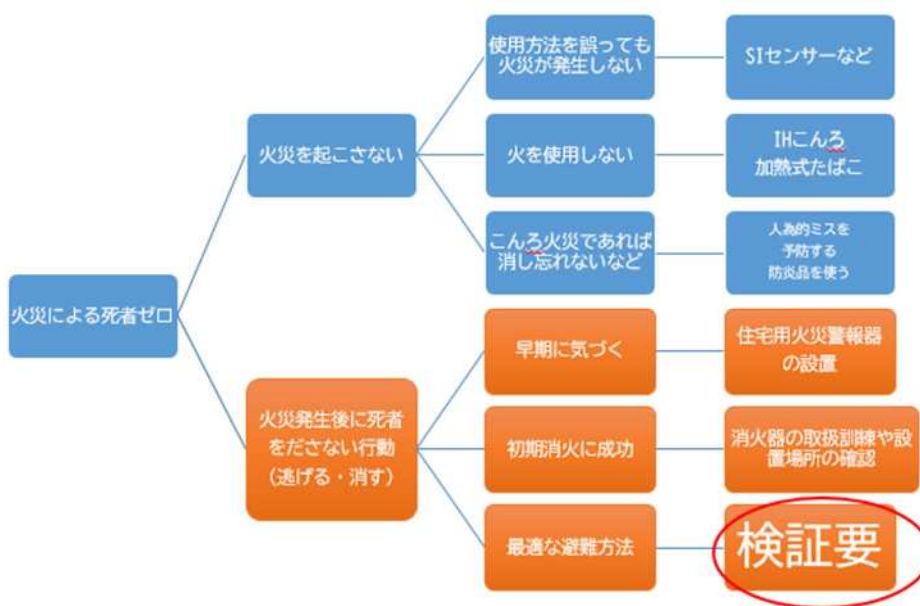 火災による死者ゼロ
火災を起こさない
使用方法を誤っても
火災が発生しない
SIセンサーなど
火を使用しない
IHこんろ
加熱式たばこ
こんろ火災であれば
消し忘れないなど
人為的ミスを
予防する
防炎品を使う
火災発生後に死者
をださない行動
(逃げる・消す)
早期に気づく
住宅用火災警報器
の設置
初期消火に成功
消火器の取扱訓練や設
置場所の確認
最適な避難方法
検証要